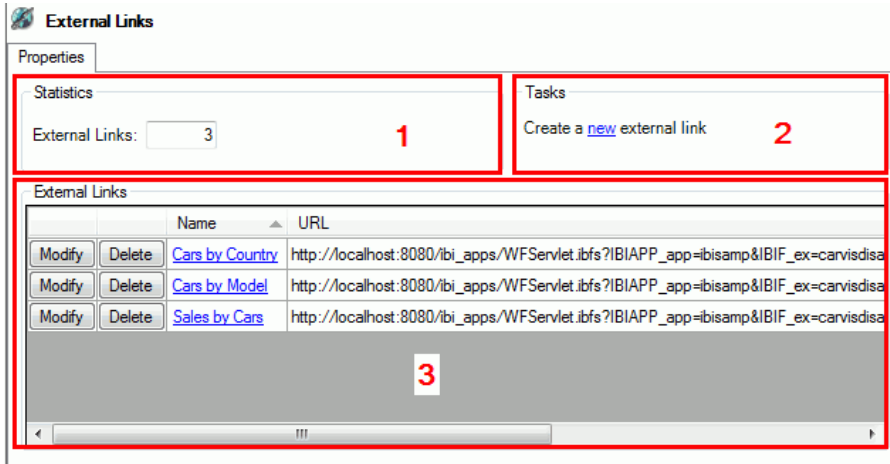 External Links
Properties
Statistics
External Links: 3
1
Tasks
Create a new external link
2
External Links
Name URL
Modify Delete Cars by Country http://localhost:8080/ibi_apps/WFServlet.ibfs?IBIAPP_app=ibisamp&IBIF_ex=carvisdisa
Modify Delete Cars by Model http://localhost:8080/ibi_apps/WFServlet.ibfs?IBIAPP_app=ibisamp&IBIF_ex=carvisdisa
Modify Delete Sales by Cars http://localhost:8080/ibi_apps/WFServlet.ibfs?IBIAPP_app=ibisamp&IBIF_ex=carvisdisa
3